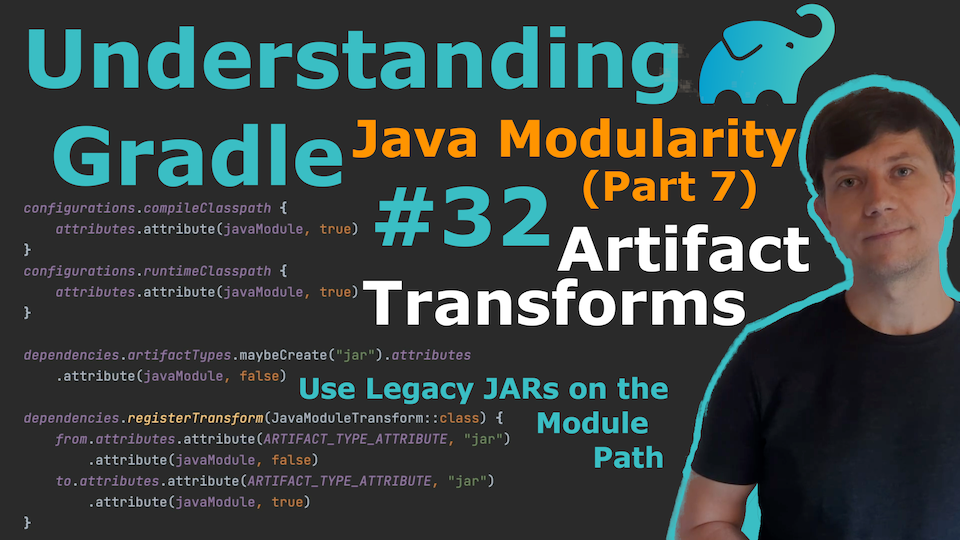 Understanding
Gradle
Java Modularity
(Part 7)
#32
Artifact
Transforms
configurations.compileClasspath {
    attributes.attribute(javaModule, true)
}
configurations.runtimeClasspath {
    attributes.attribute(javaModule, true)
}
dependencies.artifactTypes.maybeCreate("jar").attributes
    .attribute(javaModule, false)
Use Legacy JARs on the
Module
Path
dependencies.registerTransform(JavaModuleTransform::class) {
    from.attributes.attribute(ARTIFACT_TYPE_ATTRIBUTE, "jar")
        .attribute(javaModule, false)
    to.attributes.attribute(ARTIFACT_TYPE_ATTRIBUTE, "jar")
        .attribute(javaModule, true)
}